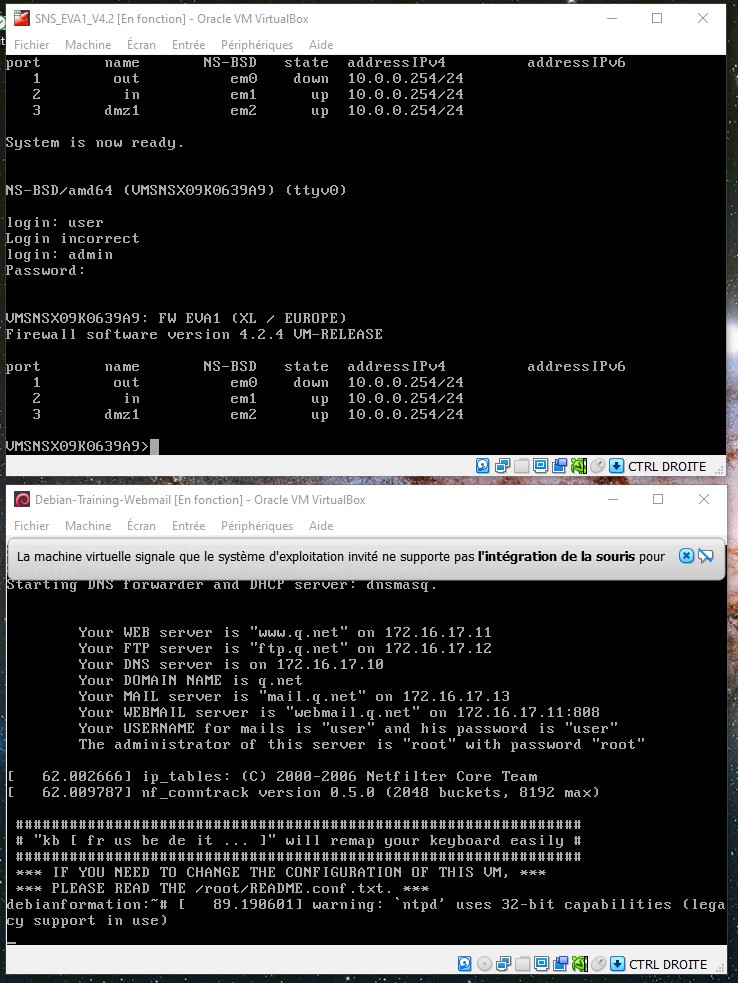 SNS_EVA1_V4.2 [En fonction] - Oracle VM VirtualBox
Fichier Machine Écran Entrée Périphériques Aide
port name NS-BSD state addressIPv4 addressIPv6
1 out em0 down 10.0.0.254/24
2 in em1 up 10.0.0.254/24
3 dmz1 em2 up 10.0.0.254/24
System is now ready.
NS-BSD/amd64 (VMSNSX09K0639A9) (ttyv0)
login: user
Login incorrect
login: admin
Password:
VMSNSX09K0639A9: FW EVA1 (XL / EUROPE)
Firewall software version 4.2.4 VM-RELEASE
port name NS-BSD state addressIPv4 addressIPv6
1 out em0 down 10.0.0.254/24
2 in em1 up 10.0.0.254/24
3 dmz1 em2 up 10.0.0.254/24
VMSNSX09K0639A9>
CTRL DROITE
Debian-Training-Webmail [En fonction] - Oracle VM VirtualBox
Fichier Machine Écran Entrée Périphériques Aide
La machine virtuelle signale que le système d'exploitation invité ne supporte pas l'intégration de la souris pour
Starting DNS forwarder and DHCP server: dnsmasq.
Your WEB server is "www.q.net" on 172.16.17.11
Your FTP server is "ftp.q.net" on 172.16.17.12
Your DNS server is on 172.16.17.10
Your DOMAIN NAME is q.net
Your MAIL server is "mail.q.net" on 172.16.17.13
Your WEBMAIL server is "webmail.q.net" on 172.16.17.11:808
Your USERNAME for mails is "user" and his password is "user"
The administrator of this server is "root" with password "root"
[   62.002666] ip_tables: (C) 2000-2006 Netfilter Core Team
[   62.009787] nf_conntrack version 0.5.0 (2048 buckets, 8192 max)
###############################################################
# "kb [ fr us be de it ... ]" will remap your keyboard easily #
###############################################################
*** IF YOU NEED TO CHANGE THE CONFIGURATION OF THIS VM, ***
*** PLEASE READ THE /root/README.conf.txt. ***
debianformation:~# [   89.190601] warning: `ntpd' uses 32-bit capabilities (lega
cy support in use)
CTRL DROITE